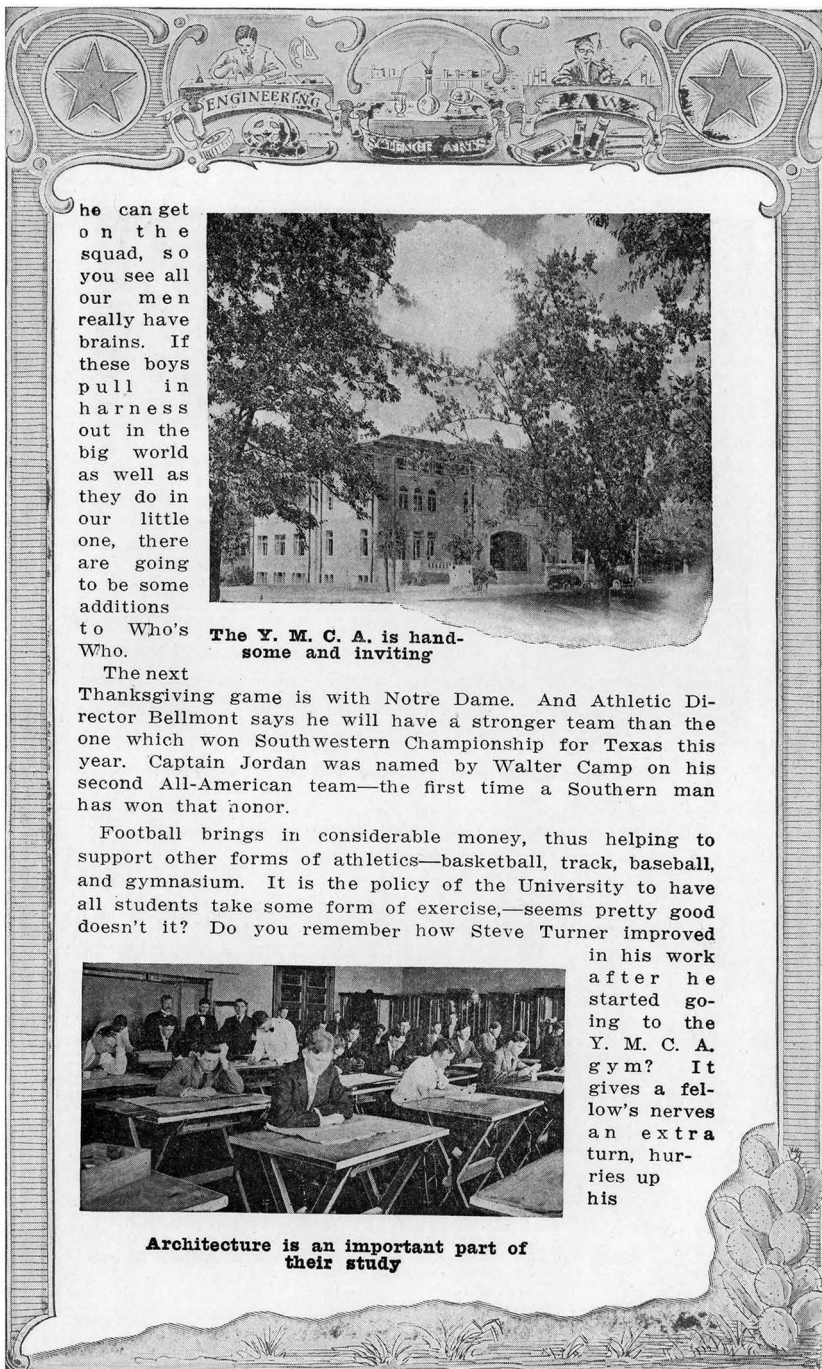 ENGINEERING
SCIENCE ARTS
LAW
he can get
on the
squad, so
you see all
our men
really have
brains. If
these boys
pull in
harness
out in the
big world
as well as
they do in
our little
one, there
are going
to be some
additions
to Who's
Who.
The next
The Y. M. C. A. is hand-
some and inviting
Thanksgiving game is with Notre Dame. And Athletic Di-
rector Bellmont says he will have a stronger team than the
one which won Southwestern Championship for Texas this
year. Captain Jordan was named by Walter Camp on his
second All-American team—the first time a Southern man
has won that honor.
Football brings in considerable money, thus helping to
support other forms of athletics—basketball, track, baseball,
and gymnasium. It is the policy of the University to have
all students take some form of exercise,—seems pretty good
doesn't it? Do you remember how Steve Turner improved
in his work
after he
started go-
ing to the
Y. M. C. A.
gym? It
gives a fel-
low's nerves
an extra
turn, hur-
ries up
his
Architecture is an important part of
their study